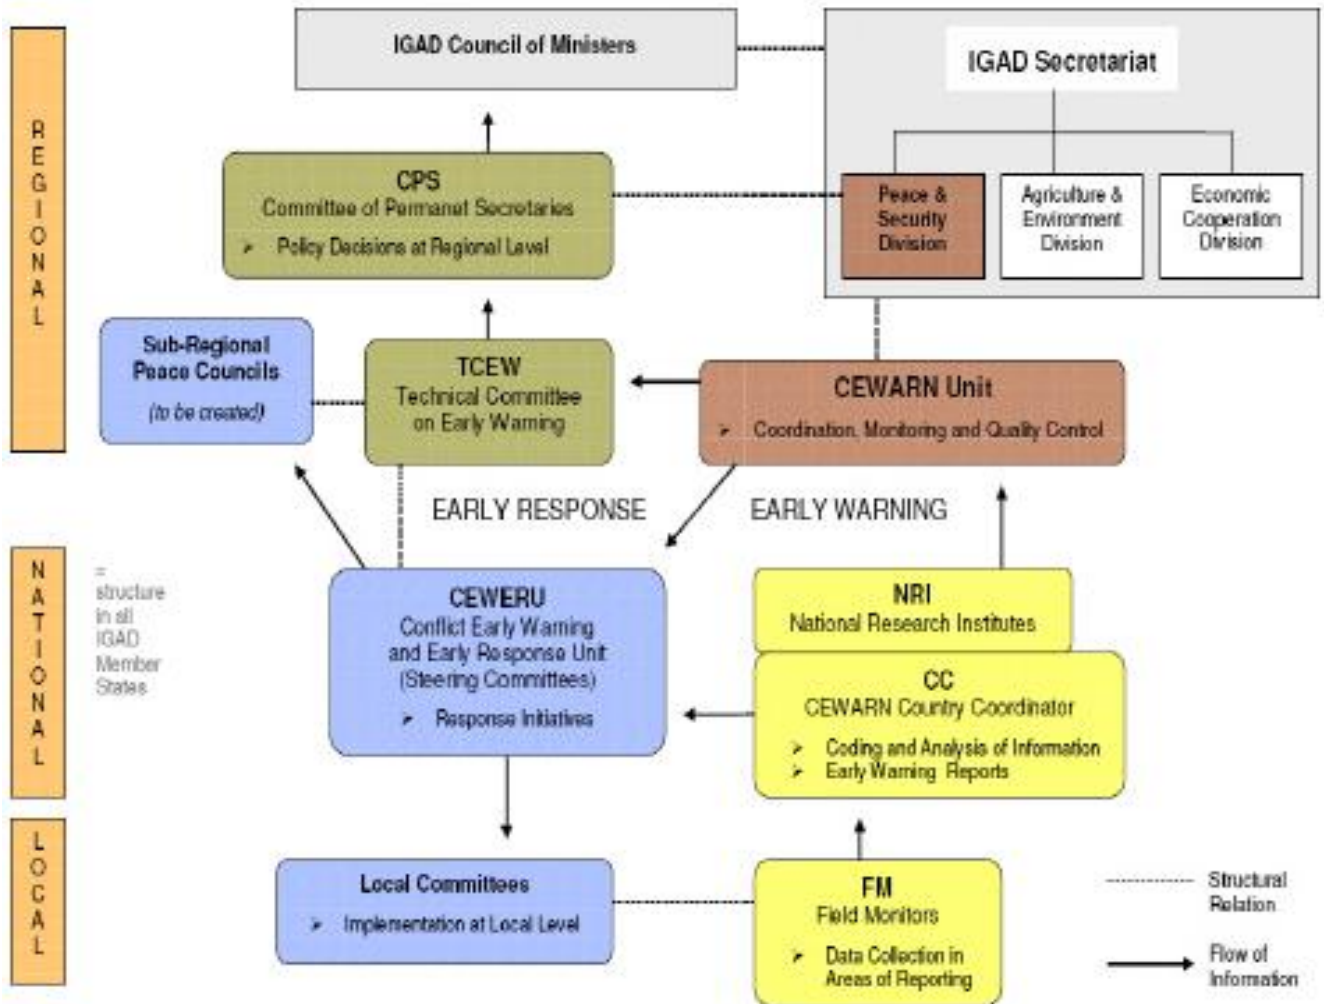 REGIONAL
IGAD Council of Ministers
IGAD Secretariat
Peace &
Security
Division
Agriculture &
Environment
Division
Economic
Cooperation
Division
CPS
Committee of Permanet Secretaries
➢ Policy Decisions at Regional Level
Sub-Regional
Peace Councils
(to be created)
TCEW
Technical Committee
on Early Warning
CEWARN Unit
➢ Coordination, Monitoring and Quality Control
EARLY RESPONSE
EARLY WARNING
NATIONAL
=
structure
in all
IGAD
Member
States
CEWERU
Conflict Early Warning
and Early Response Unit
(Steering Committees)
➢ Response Initiatives
NRI
National Research Institutes
CC
CEWARN Country Coordinator
➢ Coding and Analysis of Information
➢ Early Warning Reports
LOCAL
Local Committees
➢ Implementation at Local Level
FM
Field Monitors
➢ Data Collection in
Areas of Reporting
Structural
Relation
Flow of
Information